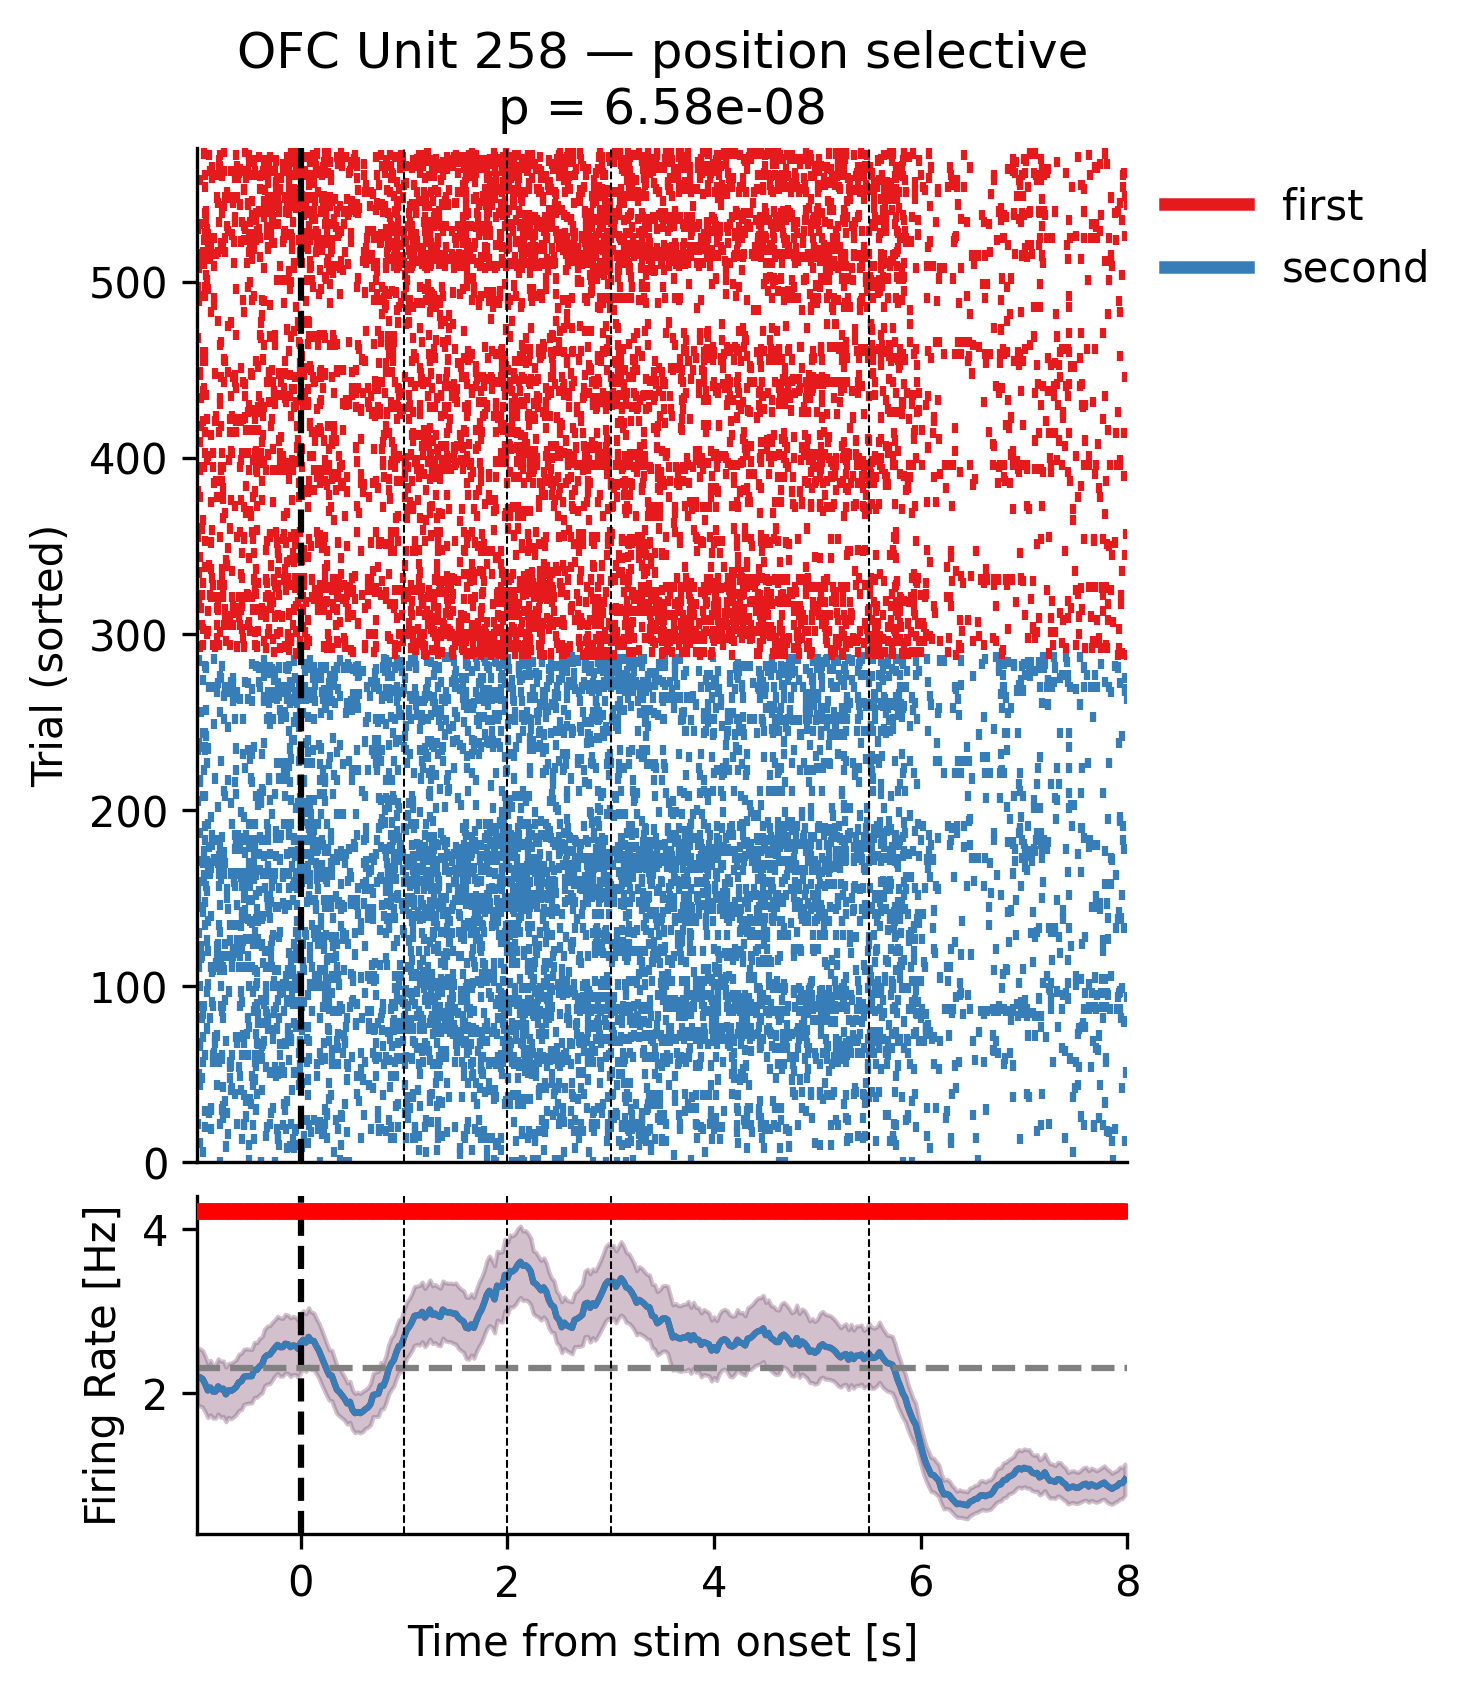 OFC Unit 258 — position selective
p = 6.58e-08
first
second
Trial (sorted)
500
400
300
200
100
0
Firing Rate [Hz]
4
2
0 2 4 6 8
Time from stim onset [s]